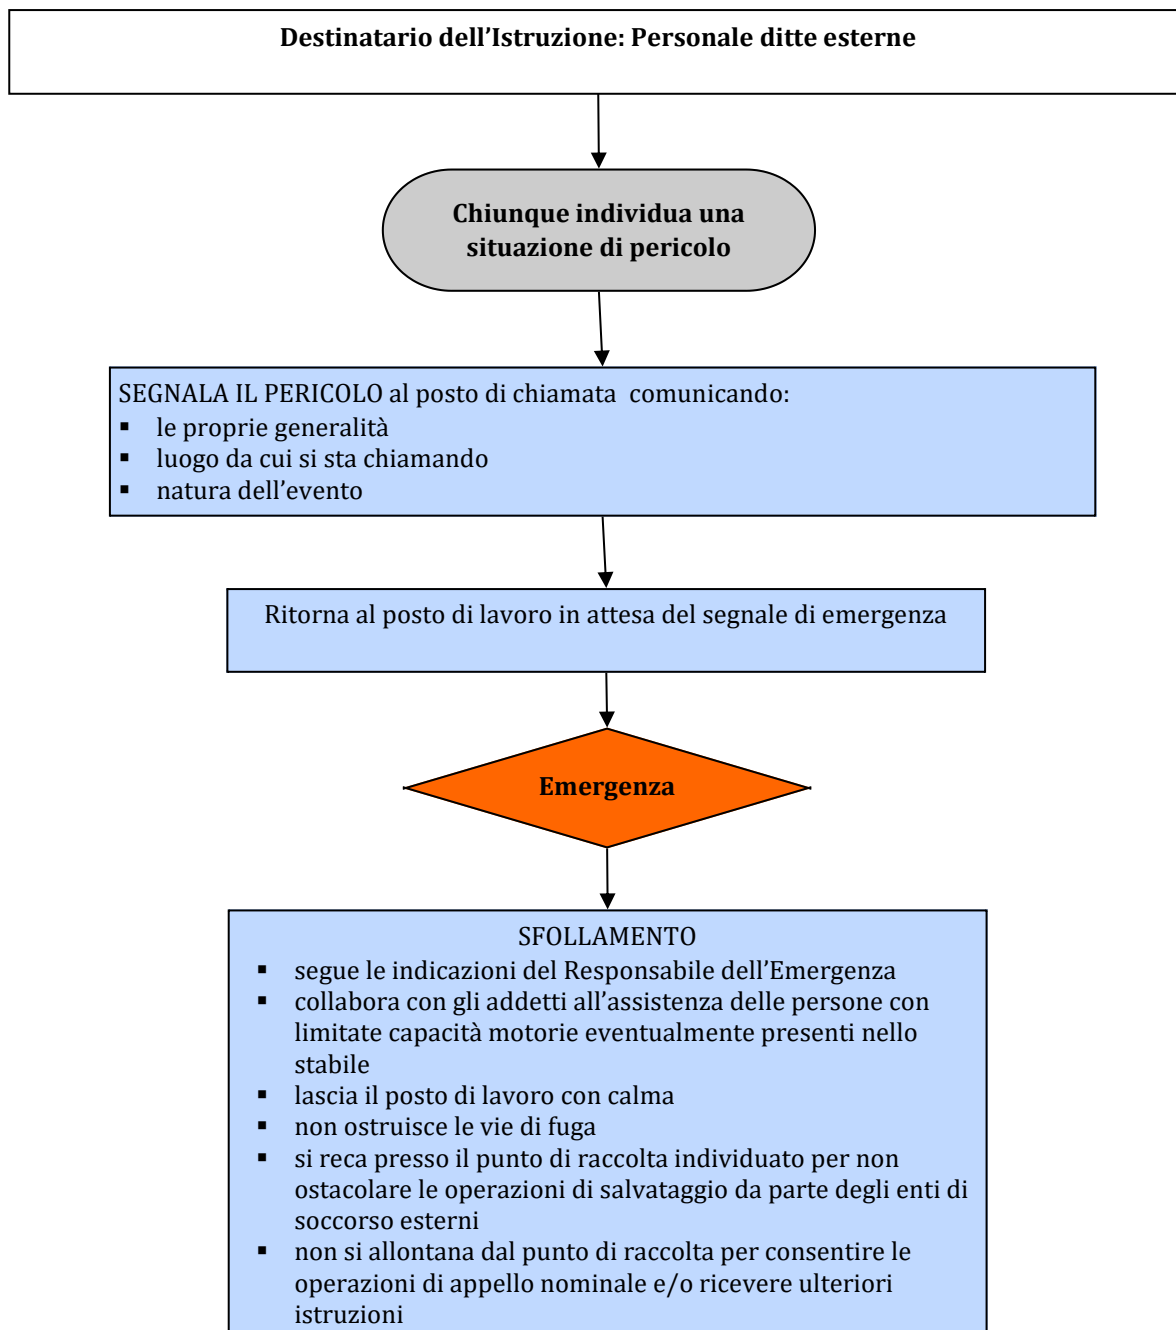 Destinatario dell’Istruzione: Personale ditte esterne
Chiunque individua una
situazione di pericolo
SEGNALA IL PERICOLO al posto di chiamata  comunicando:
▪ le proprie generalità
▪ luogo da cui si sta chiamando
▪ natura dell’evento
Ritorna al posto di lavoro in attesa del segnale di emergenza
Emergenza
SFOLLAMENTO
▪ segue le indicazioni del Responsabile dell’Emergenza
▪ collabora con gli addetti all’assistenza delle persone con
limitate capacità motorie eventualmente presenti nello
stabile
▪ lascia il posto di lavoro con calma
▪ non ostruisce le vie di fuga
▪ si reca presso il punto di raccolta individuato per non
ostacolare le operazioni di salvataggio da parte degli enti di
soccorso esterni
▪ non si allontana dal punto di raccolta per consentire le
operazioni di appello nominale e/o ricevere ulteriori
istruzioni